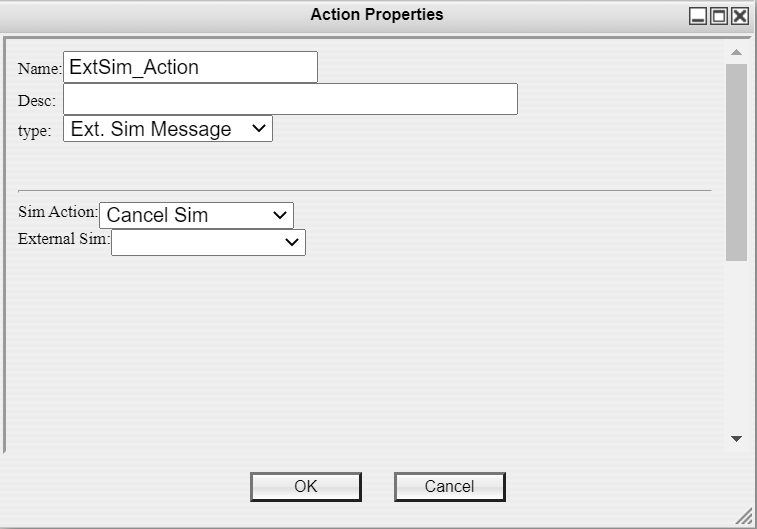 Action Properties
Name: ExtSim_Action
Desc:
type: Ext. Sim Message
Sim Action: Cancel Sim
External Sim:
OK Cancel